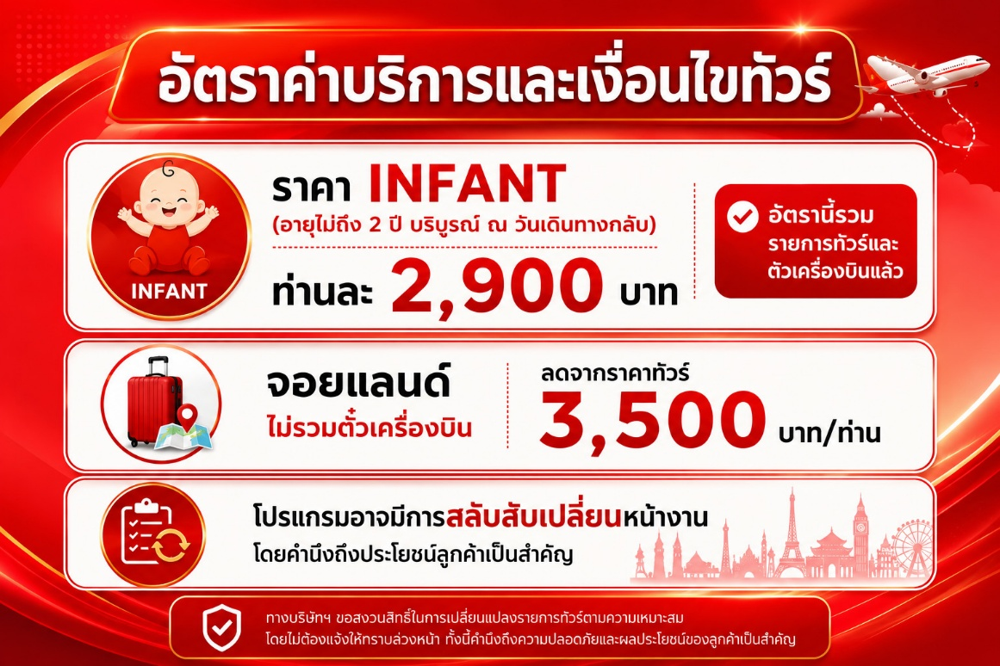 อัตราค่าบริการและเงื่อนไขทัวร์
INFANT
ราคา INFANT
(อายุไม่ถึง 2 ปี บริบูรณ์ ณ วันเดินทางกลับ)
ท่านละ 2,900 บาท
อัตรานี้รวม
รายการทัวร์และ
ตัวเครื่องบินแล้ว
จอยแลนด์
ไม่รวมตั๋วเครื่องบิน
ลดจากราคาทัวร์
3,500 บาท/ท่าน
โปรแกรมอาจมีการสลับสับเปลี่ยนหน้างาน
โดยคำนึงถึงประโยชน์ลูกค้าเป็นสำคัญ
ทางบริษัทฯ ขอสงวนสิทธิ์ในการเปลี่ยนแปลงรายการทัวร์ตามความเหมาะสม
โดยไม่ต้องแจ้งให้ทราบล่วงหน้า ทั้งนี้คำนึงถึงความปลอดภัยและผลประโยชน์ของลูกค้าเป็นสำคัญ